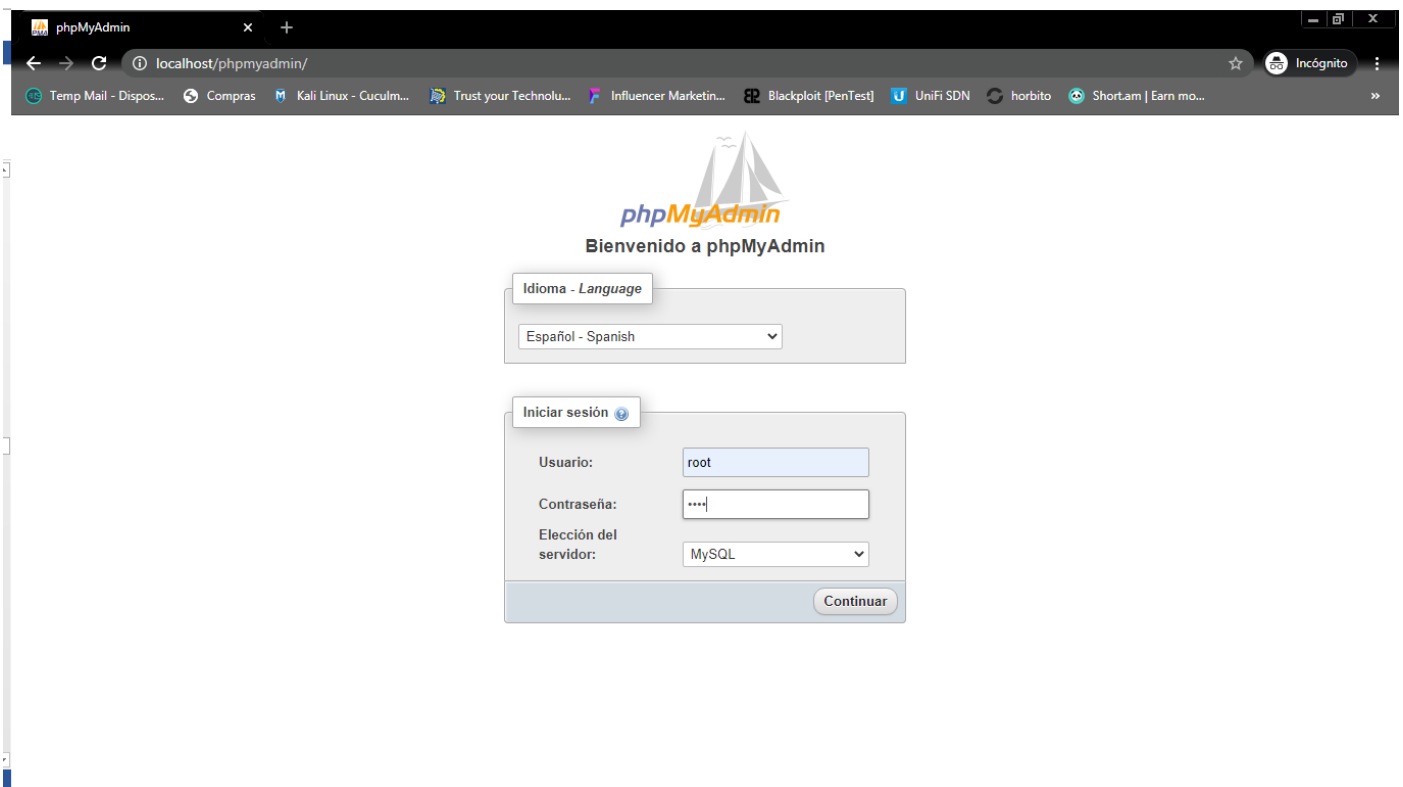 phpMyAdmin
localhost/phpmyadmin/
Incógnito
Temp Mail - Dispos... Compras Kali Linux - Cuculm... Trust your Technolu... Influencer Marketin... Blackploit [PenTest] UniFi SDN horbito Short.am | Earn mo... »
phpMyAdmin
Bienvenido a phpMyAdmin
Idioma - Language
Español - Spanish
Iniciar sesión
Usuario: root
Contraseña: ••••
Elección del
servidor: MySQL
Continuar